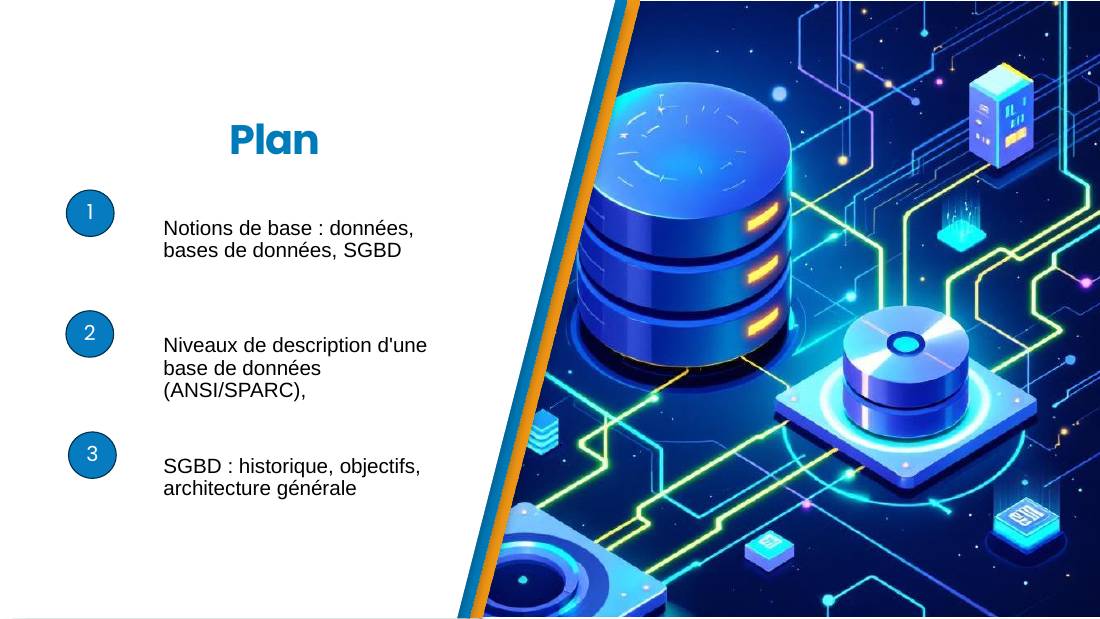 Plan
1
Notions de base : données,
bases de données, SGBD
2
Niveaux de description d'une
base de données
(ANSI/SPARC),
3
SGBD : historique, objectifs,
architecture générale